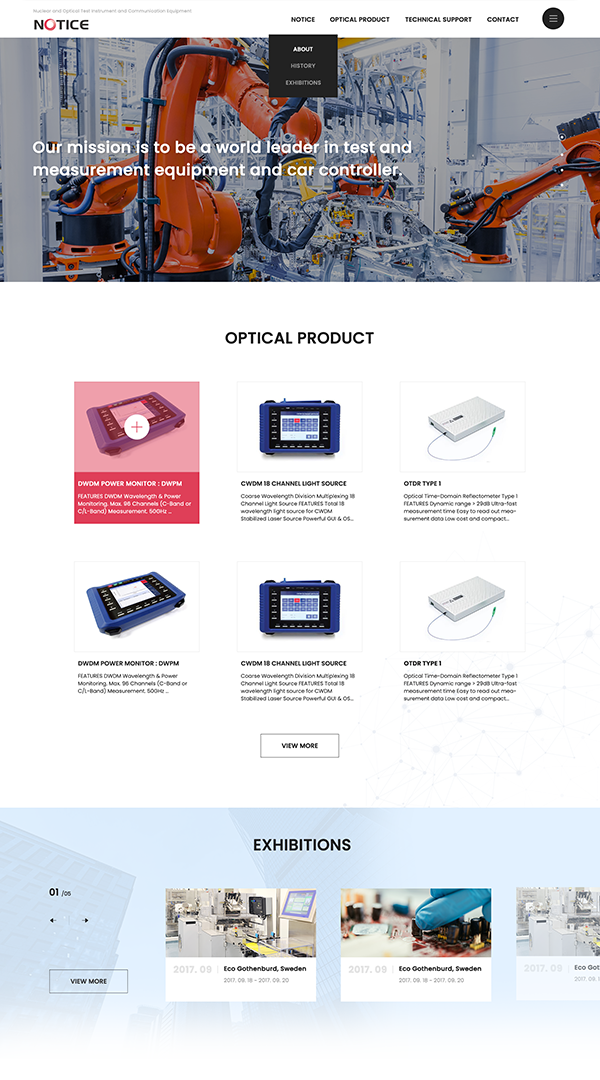 Nuclear and Optical Test Instrument and Communication Equipment
NOTICE
NOTICE OPTICAL PRODUCT TECHNICAL SUPPORT CONTACT
ABOUT
HISTORY
EXHIBITIONS
Our mission is to be a world leader in test and
measurement equipment and car controller.
OPTICAL PRODUCT
DWDM POWER MONITOR : DWPM
FEATURES DWDM Wavelength & Power
Monitoring. Max. 96 Channels (C-Band or
C/L-Band) Measurement. 50GHz ...
CWDM 18 CHANNEL LIGHT SOURCE
Coarse Wavelength Division Multiplexing 18
Channel Light Source FEATURES Total 18
wavelength light source for CWDM
Stabilized Laser Source Powerful GUI & OS...
OTDR TYPE 1
Optical Time-Domain Reflectometer Type 1
FEATURES Dynamic range > 29dB Ultra-fast
measurement time Easy to read out mea-
surement data Low cost and compact...
DWDM POWER MONITOR : DWPM
FEATURES DWDM Wavelength & Power
Monitoring. Max. 96 Channels (C-Band or
C/L-Band) Measurement. 50GHz ...
CWDM 18 CHANNEL LIGHT SOURCE
Coarse Wavelength Division Multiplexing 18
Channel Light Source FEATURES Total 18
wavelength light source for CWDM
Stabilized Laser Source Powerful GUI & OS...
OTDR TYPE 1
Optical Time-Domain Reflectometer Type 1
FEATURES Dynamic range > 29dB Ultra-fast
measurement time Easy to read out mea-
surement data Low cost and compact...
VIEW MORE
EXHIBITIONS
01 /05
VIEW MORE
2017. 09 Eco Gothenburd, Sweden
2017. 09. 18 ~ 2017. 09. 20
2017. 09 Eco Gothenburd, Sweden
2017. 09. 18 ~ 2017. 09. 20
2017. 09 Eco G
2017. 09